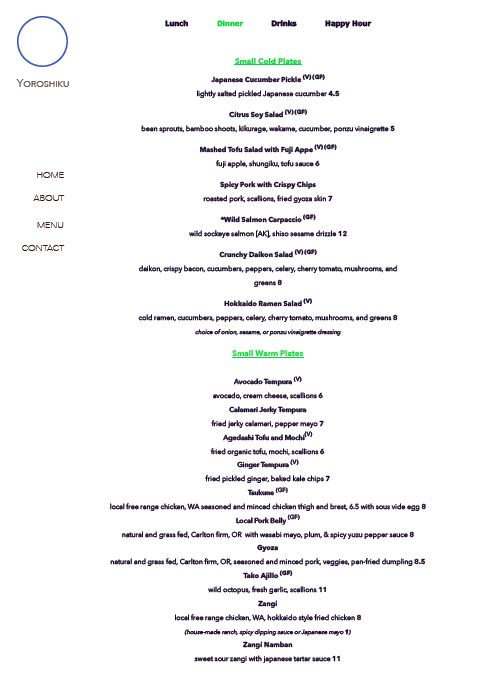 Lunch Dinner Drinks Happy Hour
YOROSHIKU
HOME
ABOUT
MENU
CONTACT
Small Cold Plates
Japanese Cucumber Pickle (V) (GF)
lightly salted pickled Japanese cucumber 4.5
Citrus Soy Salad (V) (GF)
bean sprouts, bamboo shoots, kikurage, wakame, cucumber, ponzu vinaigrette 5
Mashed Tofu Salad with Fuji Appe (V) (GF)
fuji apple, shungiku, tofu sauce 6
Spicy Pork with Crispy Chips
roasted pork, scallions, fried gyoza skin 7
*Wild Salmon Carpaccio (GF)
wild sockeye salmon [AK], shiso sesame drizzle 12
Crunchy Daikon Salad (V) (GF)
daikon, crispy bacon, cucumbers, peppers, celery, cherry tomato, mushrooms, and
greens 8
Hokkaido Ramen Salad (V)
cold ramen, cucumbers, peppers, celery, cherry tomato, mushrooms, and greens 8
choice of onion, sesame, or ponzu vinaigrette dressing
Small Warm Plates
Avocado Tempura (V)
avocado, cream cheese, scallions 6
Calamari Jerky Tempura
fried jerky calamari, pepper mayo 7
Agedashi Tofu and Mochi(V)
fried organic tofu, mochi, scallions 6
Ginger Tempura (V)
fried pickled ginger, baked kale chips 7
Tsukune (GF)
local free range chicken, WA seasoned and minced chicken thigh and brest, 6.5 with sous vide egg 8
Local Pork Belly (GF)
natural and grass fed, Carlton firm, OR with wasabi mayo, plum, & spicy yuzu pepper sauce 8
Gyoza
natural and grass fed, Carlton firm, OR, seasoned and minced pork, veggies, pan-fried dumpling 8.5
Tako Ajillo (GF)
wild octopus, fresh garlic, scallions 11
Zangi
local free range chicken, WA, hokkaido style fried chicken 8
(house-made ranch, spicy dipping sauce or Japanese mayo 1)
Zangi Namban
sweet sour zangi with japanese tartar sauce 11